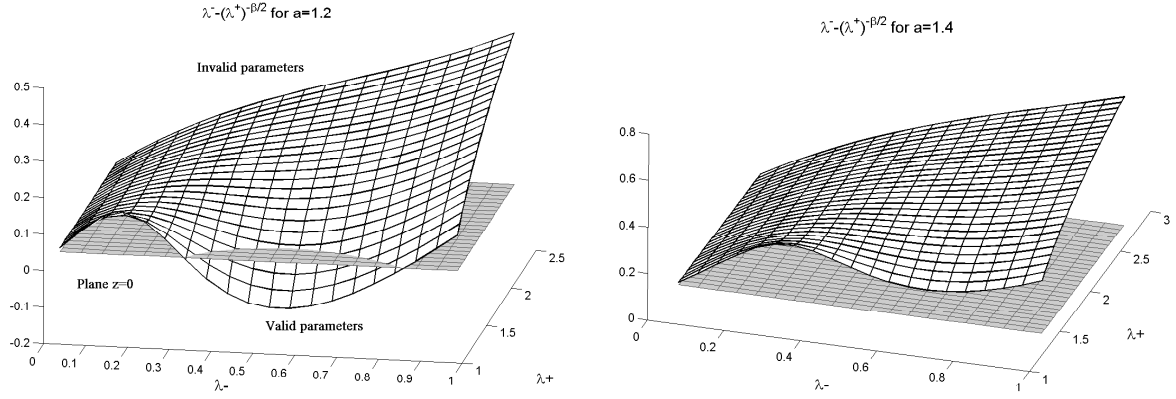 λ⁻-(λ⁺)^-β/2 for a=1.2
Invalid parameters
0.5
0.4
0.3
0.2
0.1
0
-0.1
-0.2
Plane z=0
Valid parameters
0 0.1 0.2 0.3 0.4 0.5 0.6 0.7 0.8 0.9 1
λ-
1 1.5 2 2.5
λ+
λ⁻-(λ⁺)^-β/2 for a=1.4
0.8
0.6
0.4
0.2
0
0 0.2 0.4 0.6 0.8 1
λ-
1 1.5 2 2.5 3
λ+